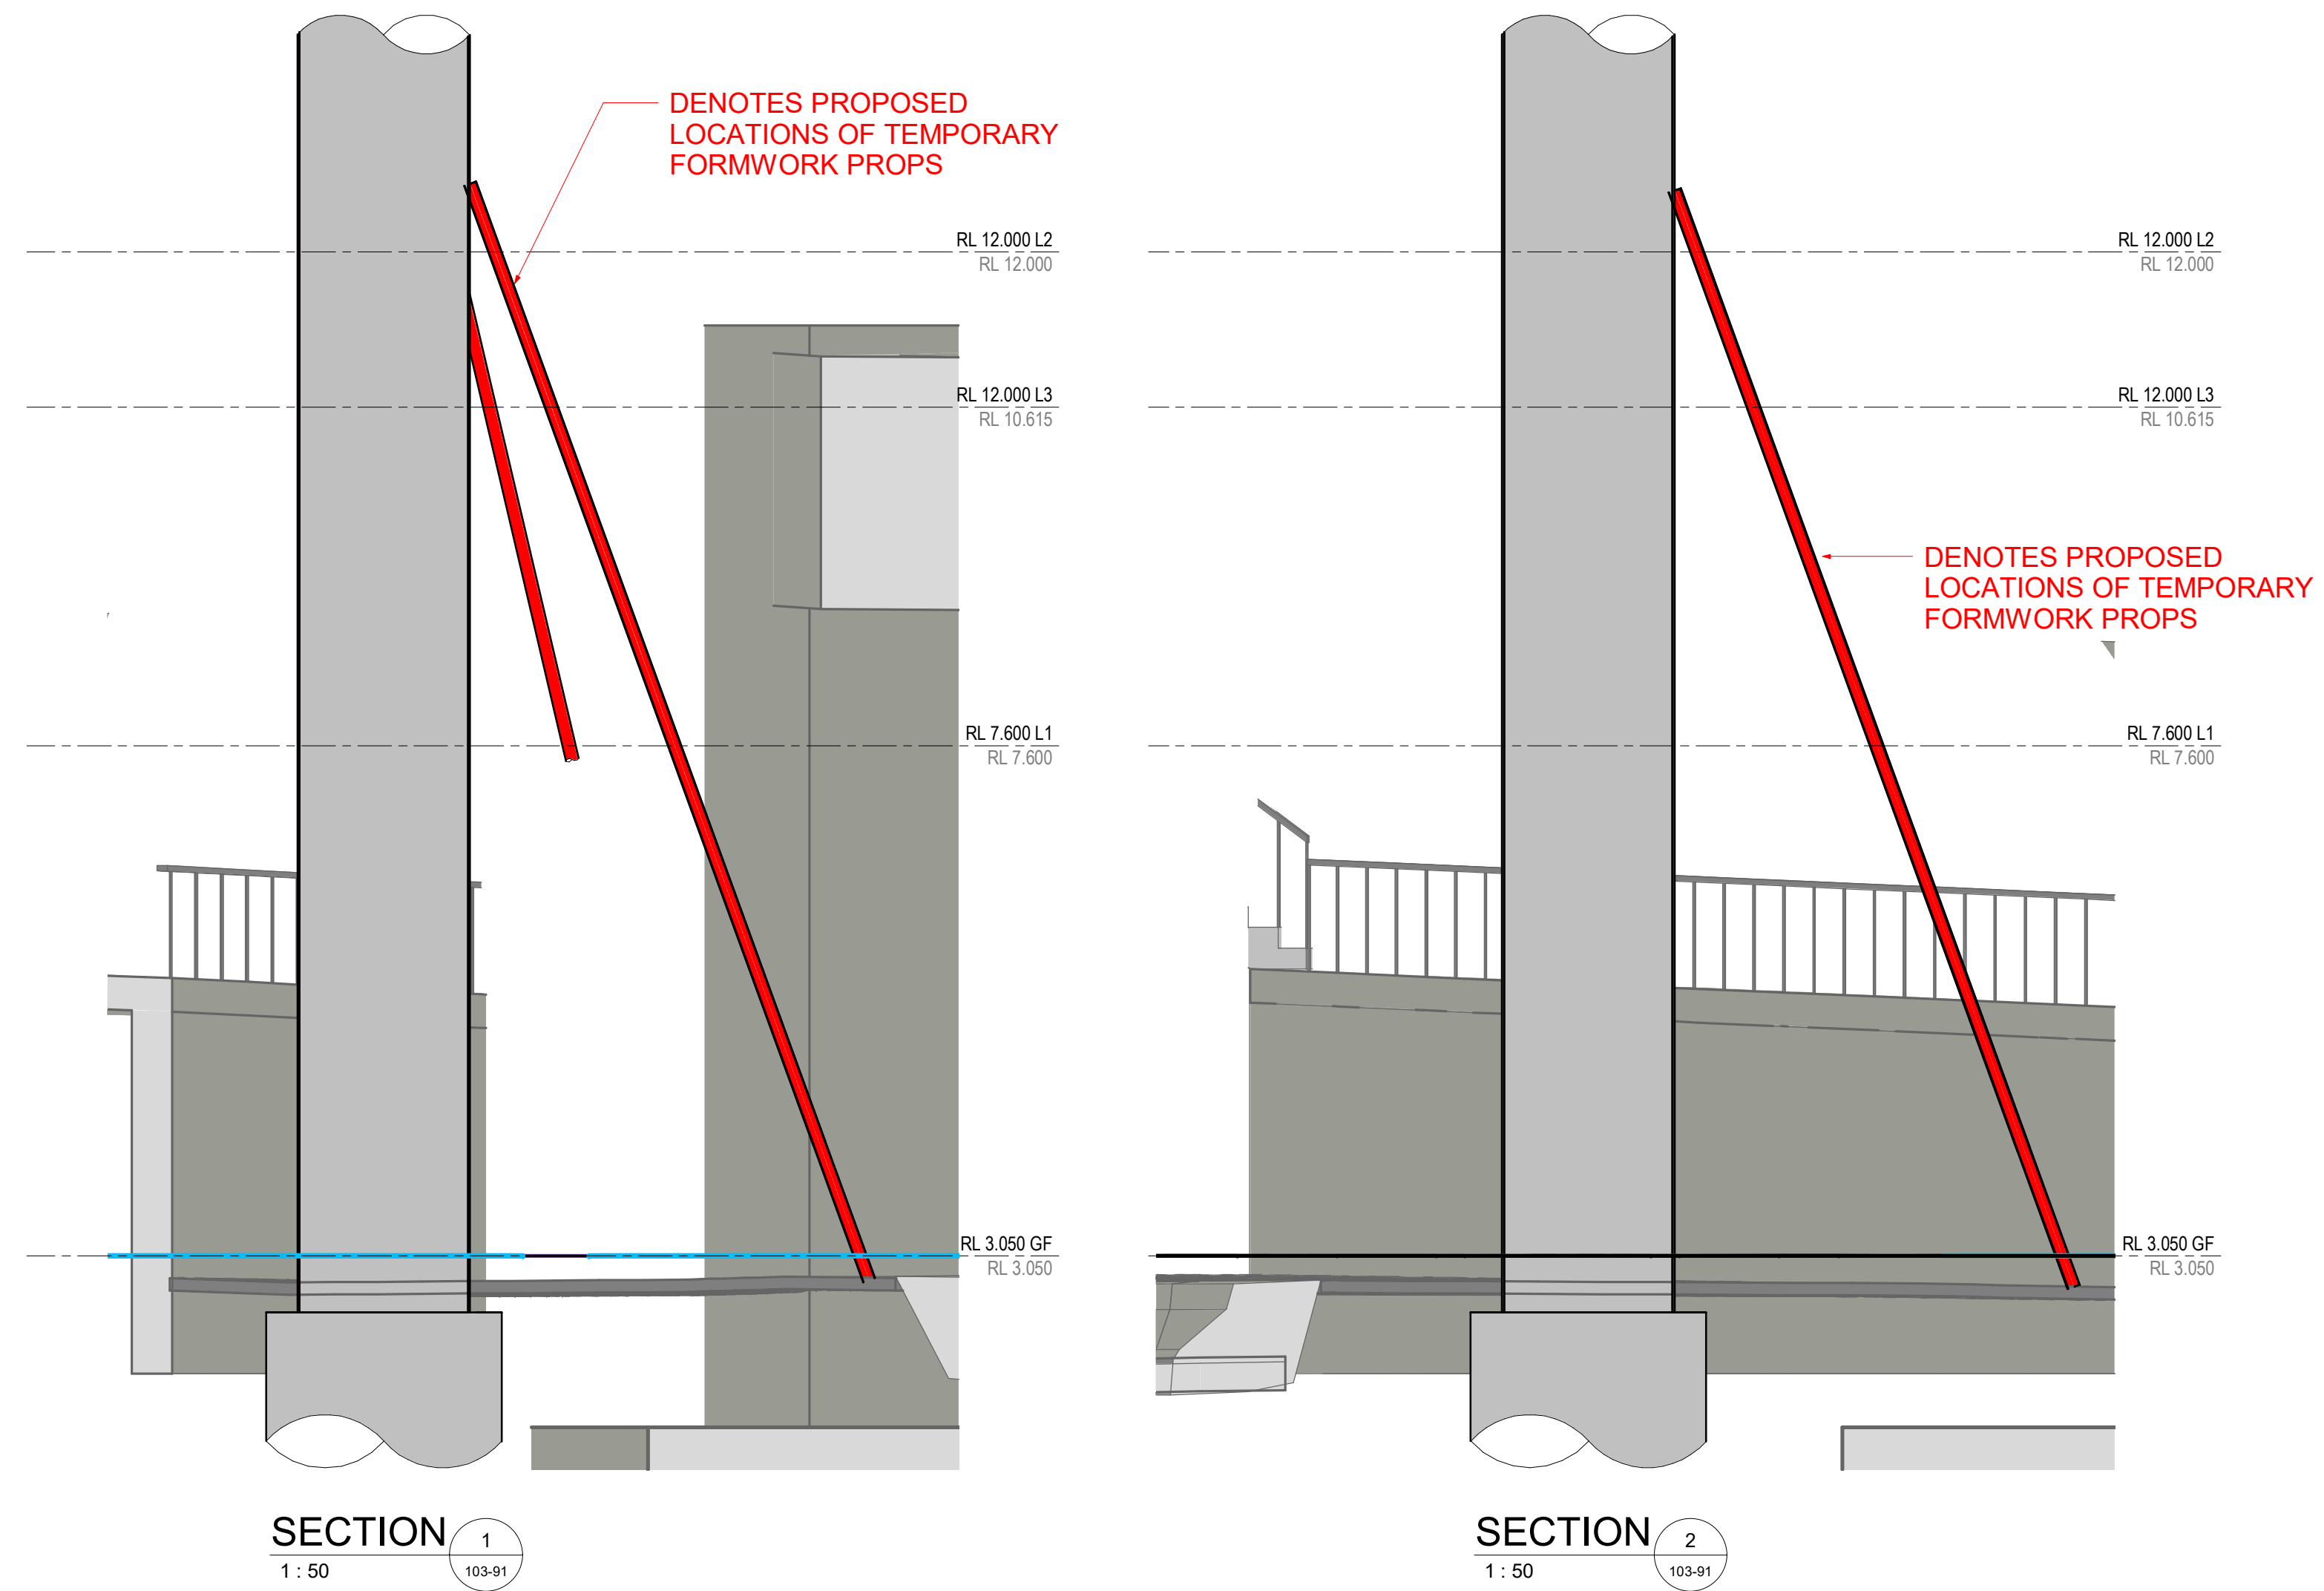 DENOTES PROPOSED
LOCATIONS OF TEMPORARY
FORMWORK PROPS
RL 12.000 L2
RL 12.000
RL 12.000 L3
RL 10.615
RL 7.600 L1
RL 7.600
RL 3.050 GF
RL 3.050
SECTION 1
1 : 50 103-91
RL 12.000 L2
RL 12.000
RL 12.000 L3
RL 10.615
DENOTES PROPOSED
LOCATIONS OF TEMPORARY
FORMWORK PROPS
RL 7.600 L1
RL 7.600
RL 3.050 GF
RL 3.050
SECTION 2
1 : 50 103-91